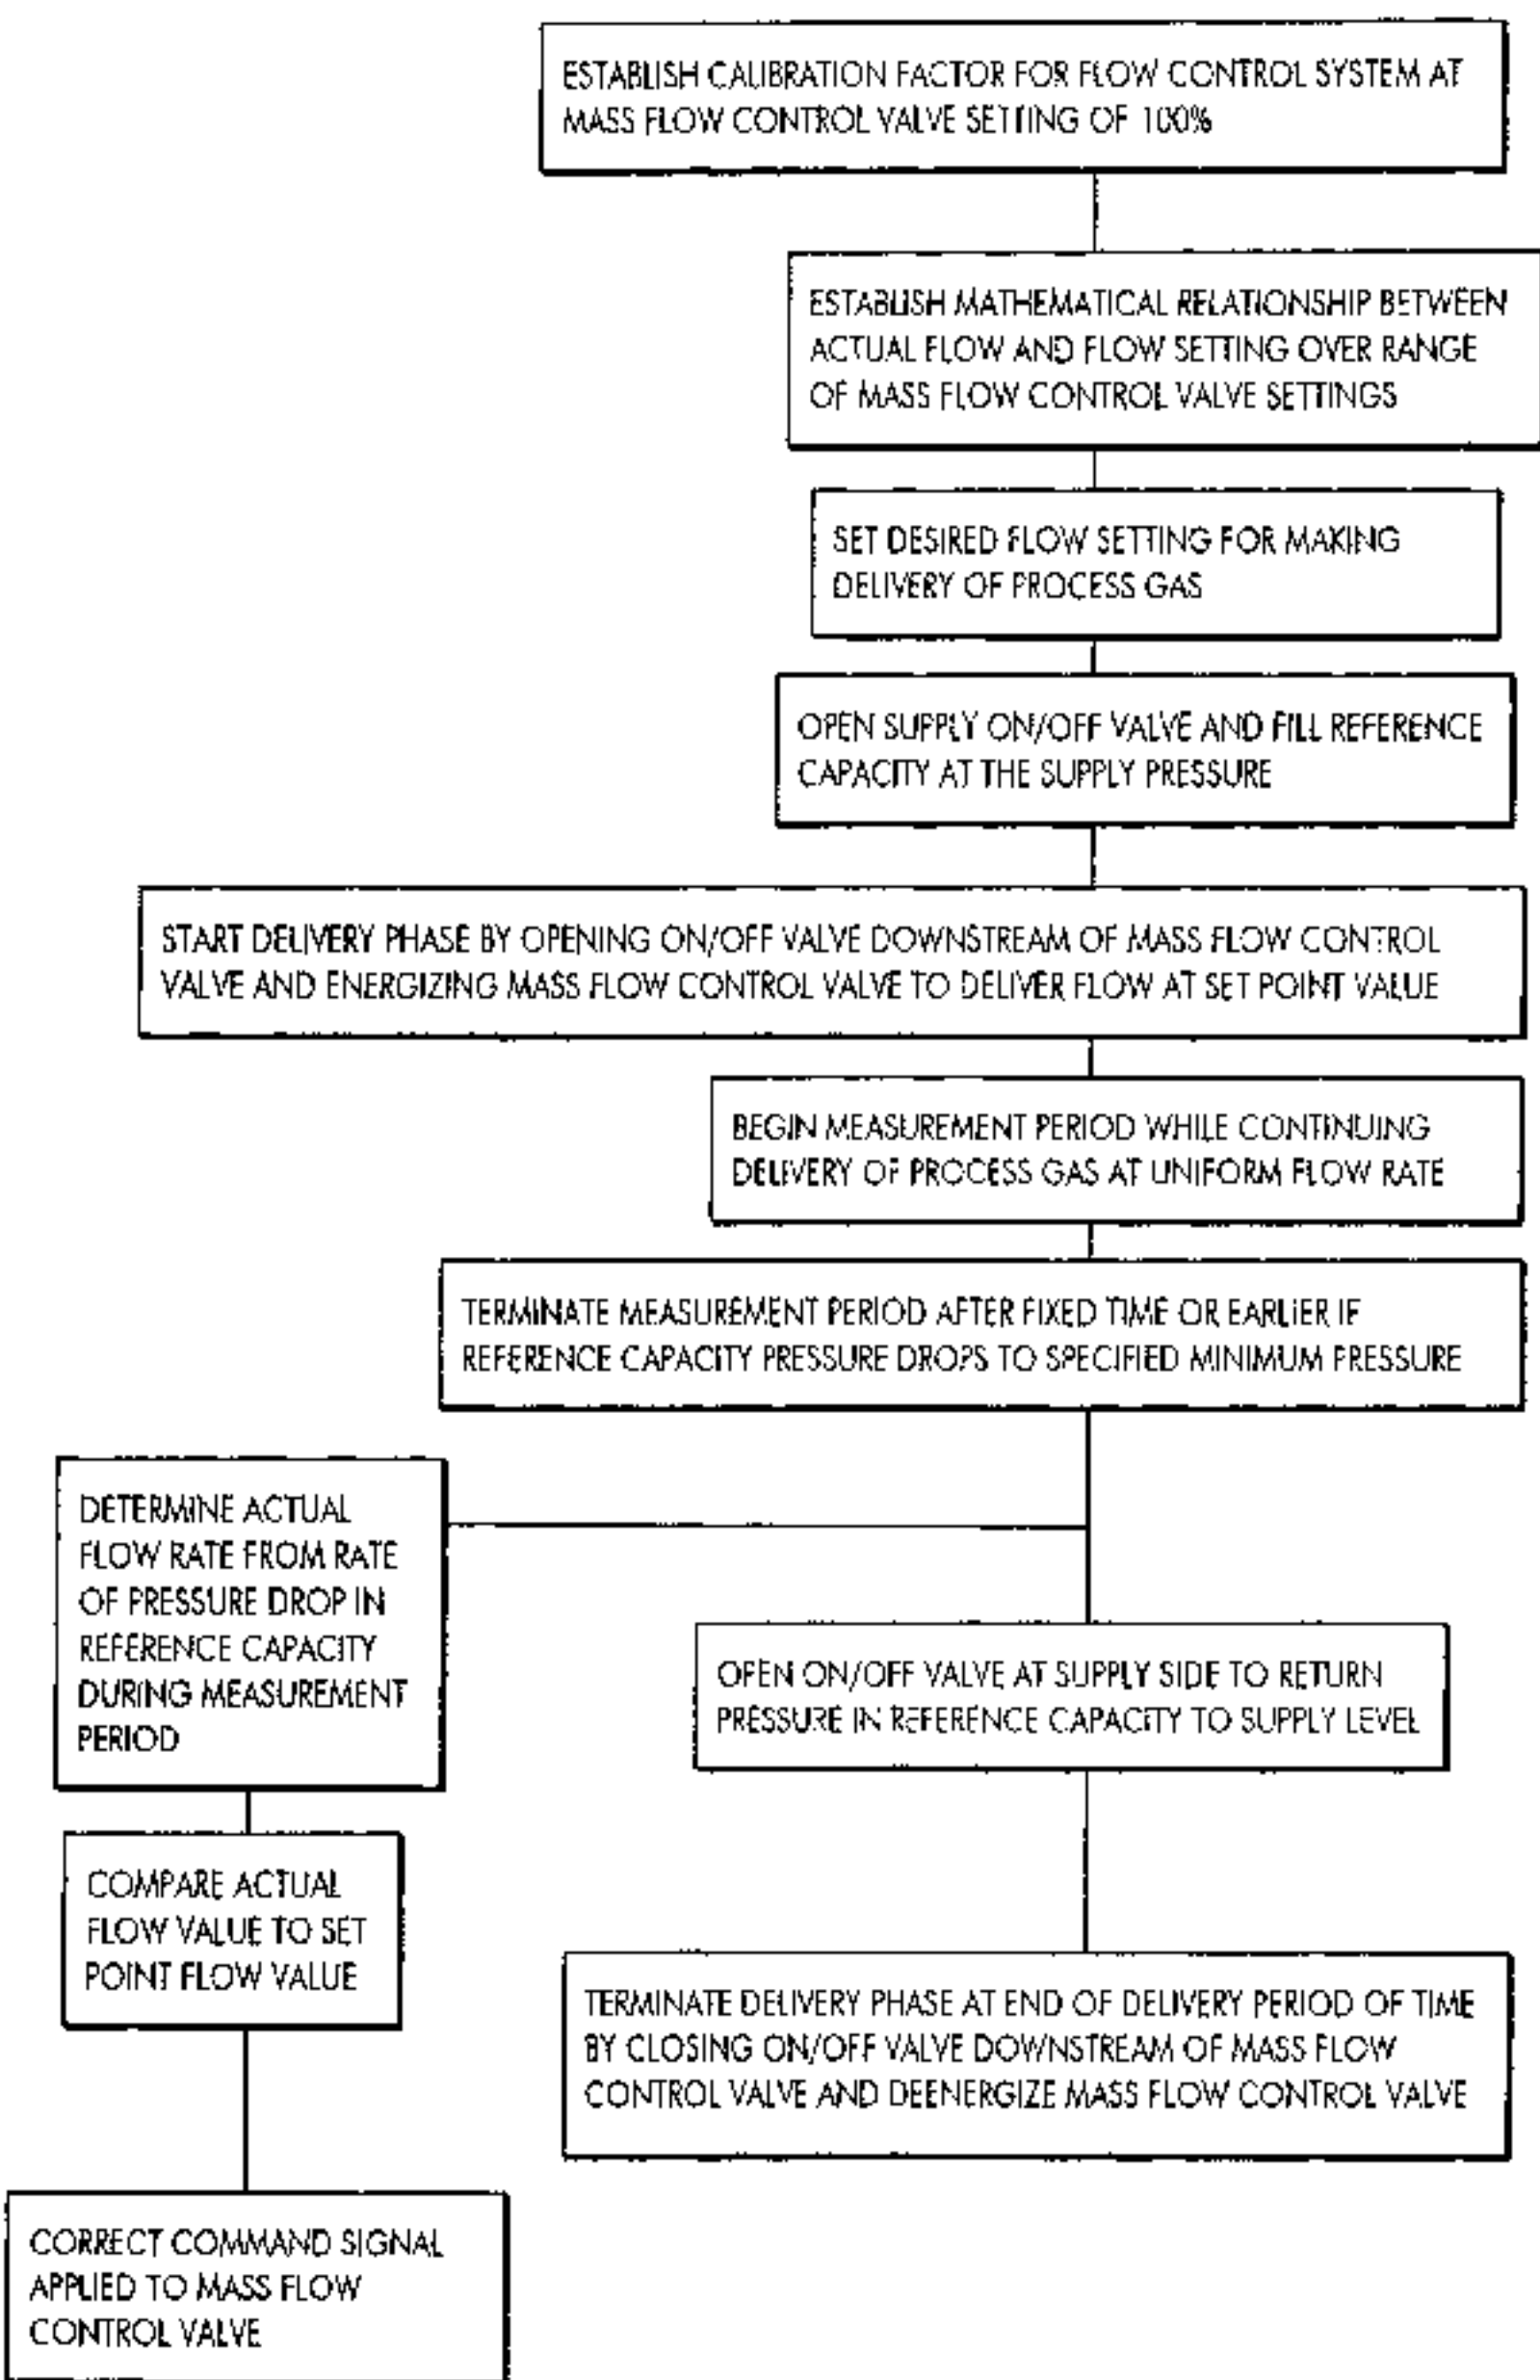 ESTABLISH CALIBRATION FACTOR FOR FLOW CONTROL SYSTEM AT
MASS FLOW CONTROL VALVE SETTING OF 100%
ESTABLISH MATHEMATICAL RELATIONSHIP BETWEEN
ACTUAL FLOW AND FLOW SETTING OVER RANGE
OF MASS FLOW CONTROL VALVE SETTINGS
SET DESIRED FLOW SETTING FOR MAKING
DELIVERY OF PROCESS GAS
OPEN SUPPLY ON/OFF VALVE AND FILL REFERENCE
CAPACITY AT THE SUPPLY PRESSURE
START DELIVERY PHASE BY OPENING ON/OFF VALVE DOWNSTREAM OF MASS FLOW CONTROL
VALVE AND ENERGIZING MASS FLOW CONTROL VALVE TO DELIVER FLOW AT SET POINT VALUE
BEGIN MEASUREMENT PERIOD WHILE CONTINUING
DELIVERY OF PROCESS GAS AT UNIFORM FLOW RATE
TERMINATE MEASUREMENT PERIOD AFTER FIXED TIME OR EARLIER IF
REFERENCE CAPACITY PRESSURE DROPS TO SPECIFIED MINIMUM PRESSURE
DETERMINE ACTUAL
FLOW RATE FROM RATE
OF PRESSURE DROP IN
REFERENCE CAPACITY
DURING MEASUREMENT
PERIOD
OPEN ON/OFF VALVE AT SUPPLY SIDE TO RETURN
PRESSURE IN REFERENCE CAPACITY TO SUPPLY LEVEL
COMPARE ACTUAL
FLOW VALUE TO SET
POINT FLOW VALUE
TERMINATE DELIVERY PHASE AT END OF DELIVERY PERIOD OF TIME
BY CLOSING ON/OFF VALVE DOWNSTREAM OF MASS FLOW
CONTROL VALVE AND DEENERGIZE MASS FLOW CONTROL VALVE
CORRECT COMMAND SIGNAL
APPLIED TO MASS FLOW
CONTROL VALVE